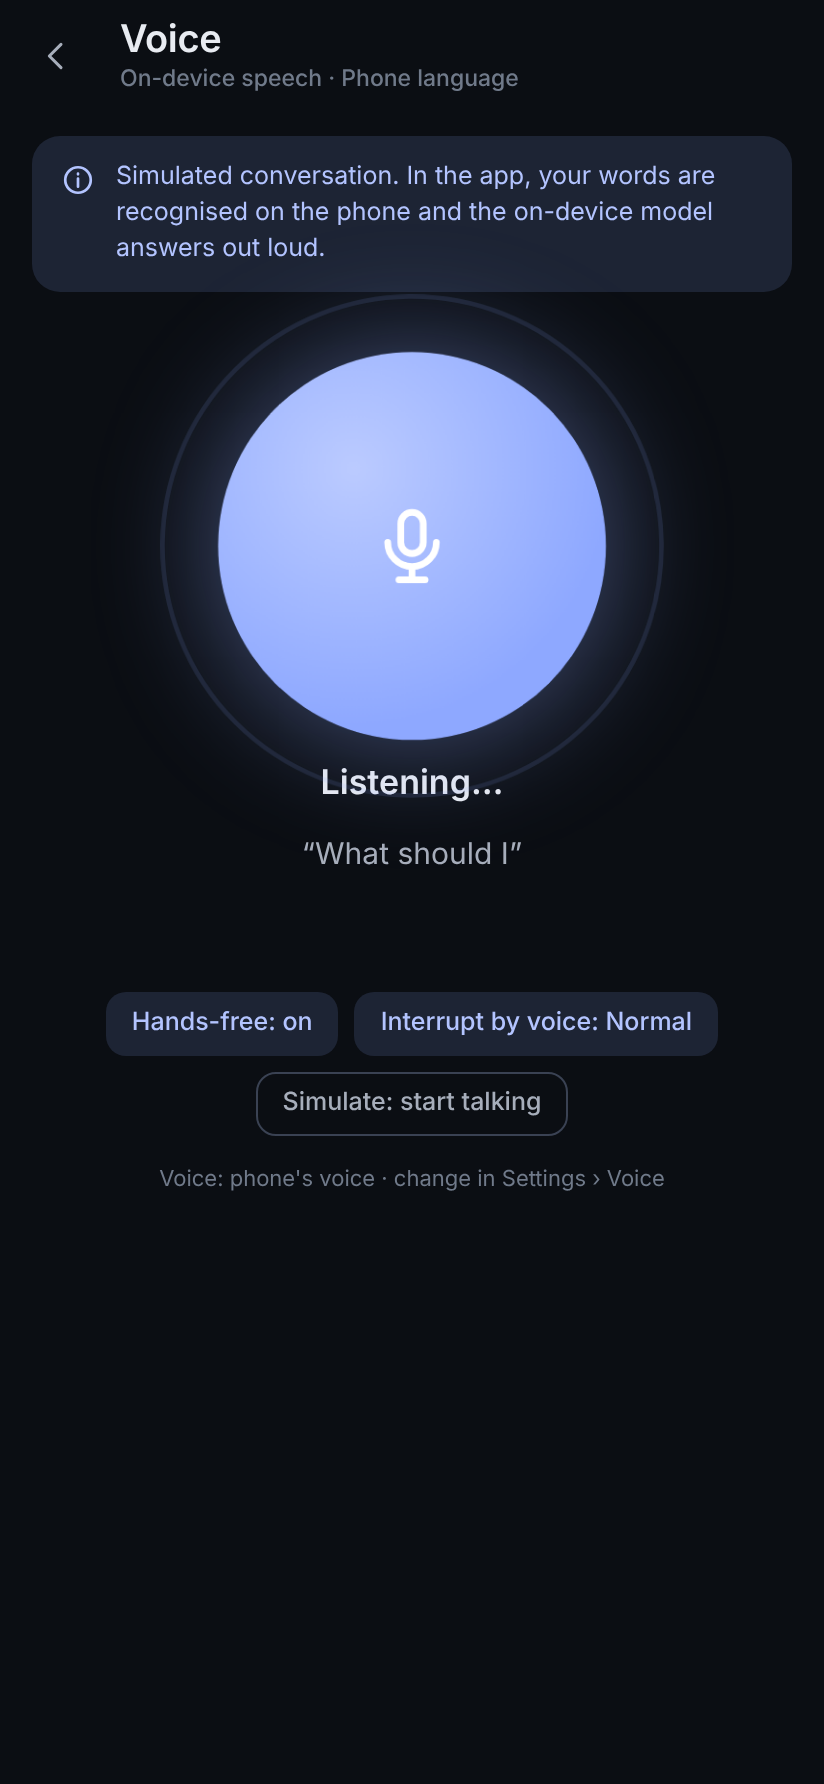 Voice
On-device speech · Phone language
Simulated conversation. In the app, your words are
recognised on the phone and the on-device model
answers out loud.
Listening...
“What should I”
Hands-free: on
Interrupt by voice: Normal
Simulate: start talking
Voice: phone's voice · change in Settings › Voice